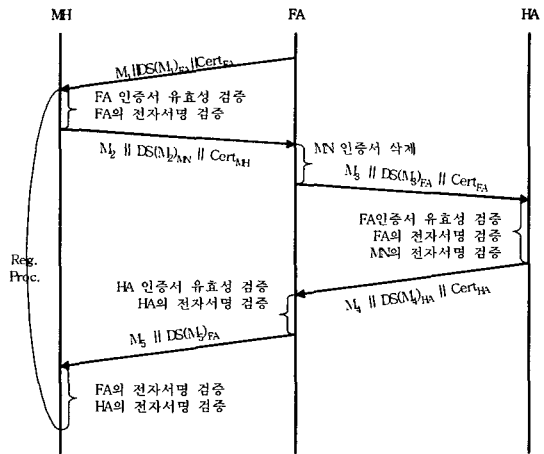 MH FA HA
M₁||DS(M₁)FA||CertFA
FA 인증서 유효성 검증
FA의 전자서명 검증
M₂ || DS(M₂)MN || CertMH
MN 인증서 삭제
M₃ || DS(M₃)FA || CertFA
FA인증서 유효성 검증
FA의 전자서명 검증
MN의 전자서명 검증
Reg.
Proc.
HA 인증서 유효성 검증
HA의 전자서명 검증
M₄ || DS(M₄)HA || CertHA
M₅ || DS(M₅)FA
FA의 전자서명 검증
HA의 전자서명 검증